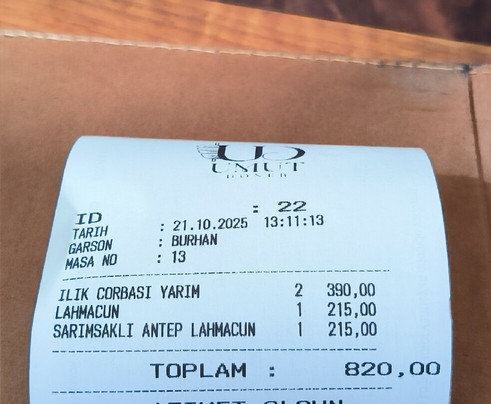 UMUT
DÖNER
ID : 22
TARIH : 21.10.2025 13:11:13
GARSON : BURHAN
MASA NO : 13
ILIK CORBASI YARIM 2 390,00
LAHMACUN 1 215,00
SARIMSAKLI ANTEP LAHMACUN 1 215,00
TOPLAM : 820,00